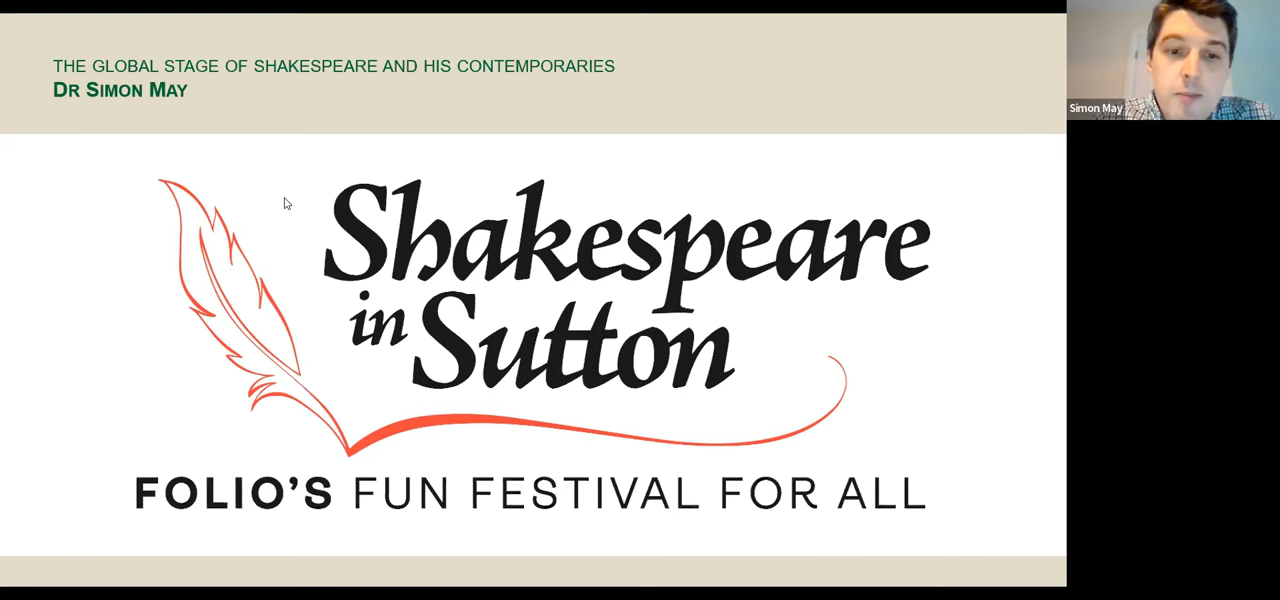 THE GLOBAL STAGE OF SHAKESPEARE AND HIS CONTEMPORARIES
DR SIMON MAY
Simon May
Shakespeare
in Sutton
FOLIO'S FUN FESTIVAL FOR ALL